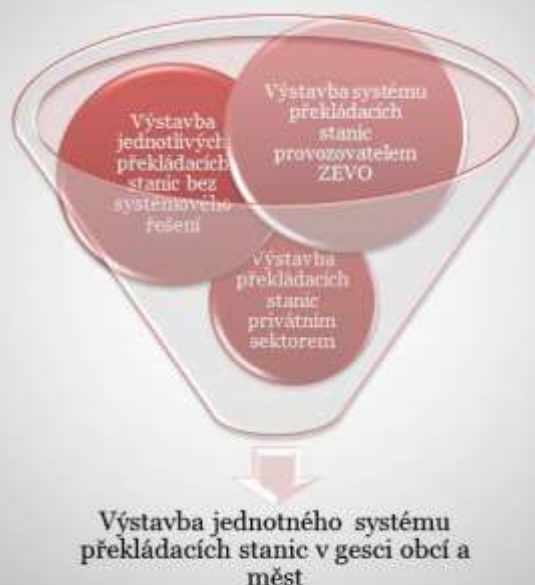 Výstavba
jednotlivých
překládacích
stanic bez
systémového
řešení
Výstavba systému
překládacích
stanic
provozovatelem
ZEVO
Výstavba
překládacích
stanic
privátním
sektorem
Výstavba jednotného systému
překládacích stanic v gesci obcí a
měst